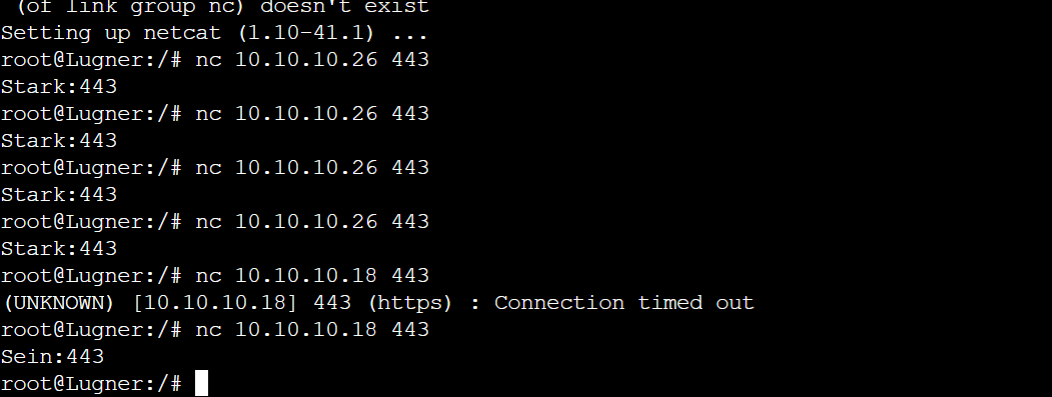 (of link group nc) doesn't exist
Setting up netcat (1.10-41.1) ...
root@Lugner:/# nc 10.10.10.26 443
Stark:443
root@Lugner:/# nc 10.10.10.26 443
Stark:443
root@Lugner:/# nc 10.10.10.26 443
Stark:443
root@Lugner:/# nc 10.10.10.26 443
Stark:443
root@Lugner:/# nc 10.10.10.18 443
(UNKNOWN) [10.10.10.18] 443 (https) : Connection timed out
root@Lugner:/# nc 10.10.10.18 443
Sein:443
root@Lugner:/#